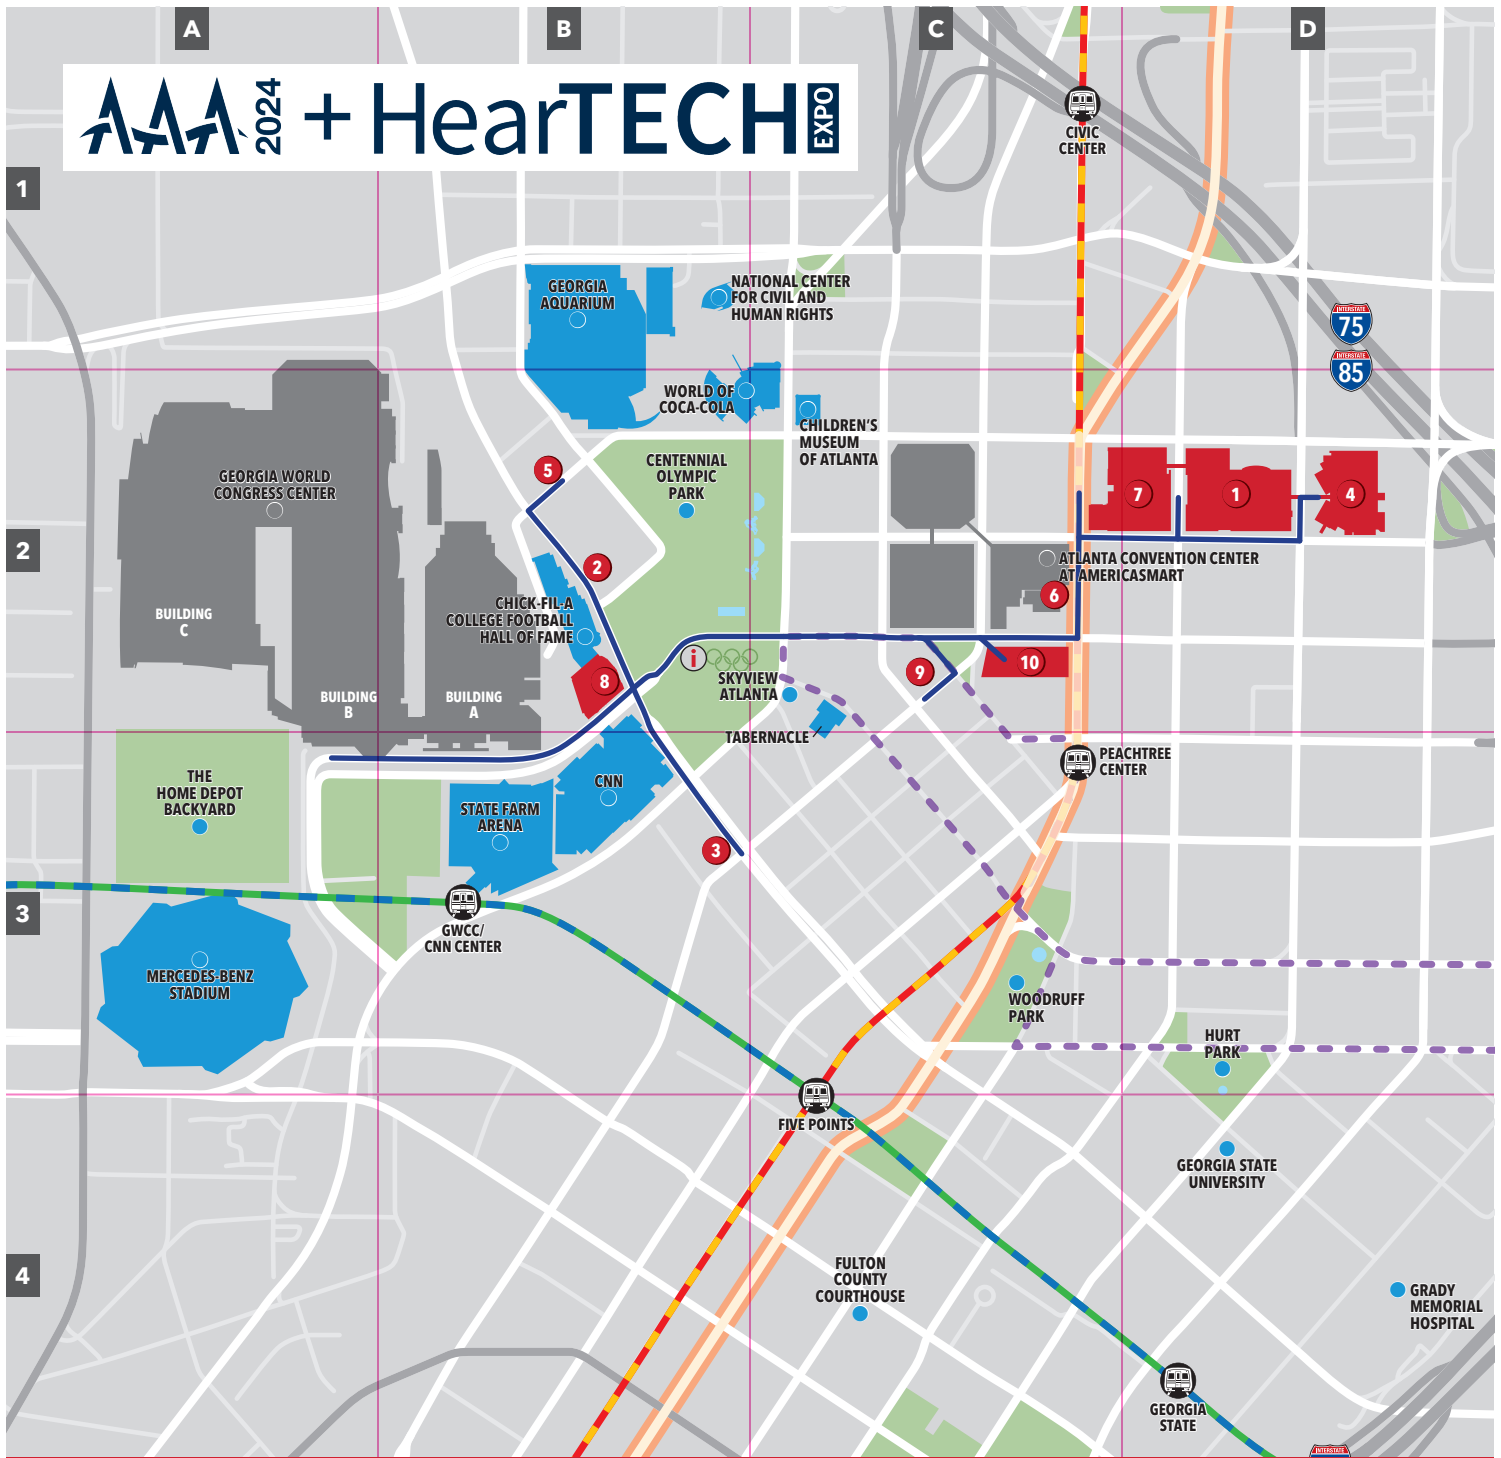 A
B
C
D
AAA 2024 + HearTECH EXPO
CIVIC
CENTER
1
GEORGIA
AQUARIUM
NATIONAL CENTER
FOR CIVIL AND
HUMAN RIGHTS
INTERSTATE
75
INTERSTATE
85
WORLD OF
COCA-COLA
CHILDREN'S
MUSEUM
OF ATLANTA
GEORGIA WORLD
CONGRESS CENTER
5
CENTENNIAL
OLYMPIC
PARK
7
1
4
2
2
ATLANTA CONVENTION CENTER
AT AMERICASMART
6
CHICK-FIL-A
COLLEGE FOOTBALL
HALL OF FAME
BUILDING
C
i
8
SKYVIEW
ATLANTA
9
10
BUILDING
B
BUILDING
A
TABERNACLE
PEACHTREE
CENTER
THE
HOME DEPOT
BACKYARD
CNN
STATE FARM
ARENA
3
3
GWCC/
CNN CENTER
MERCEDES-BENZ
STADIUM
WOODRUFF
PARK
HURT
PARK
FIVE POINTS
GEORGIA STATE
UNIVERSITY
4
FULTON
COUNTY
COURTHOUSE
GRADY
MEMORIAL
HOSPITAL
GEORGIA
STATE
INTERSTATE